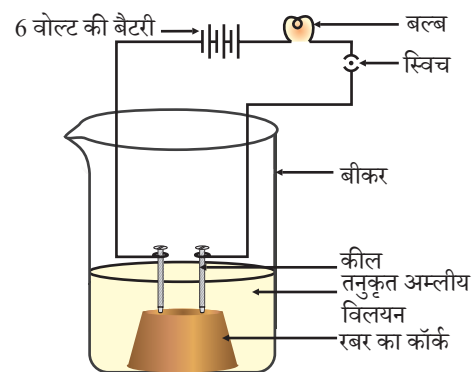 6 वोल्ट की बैटरी
बल्ब
स्विच
बीकर
कील
तनुकृत अम्लीय
विलयन
रबर का कॉर्क